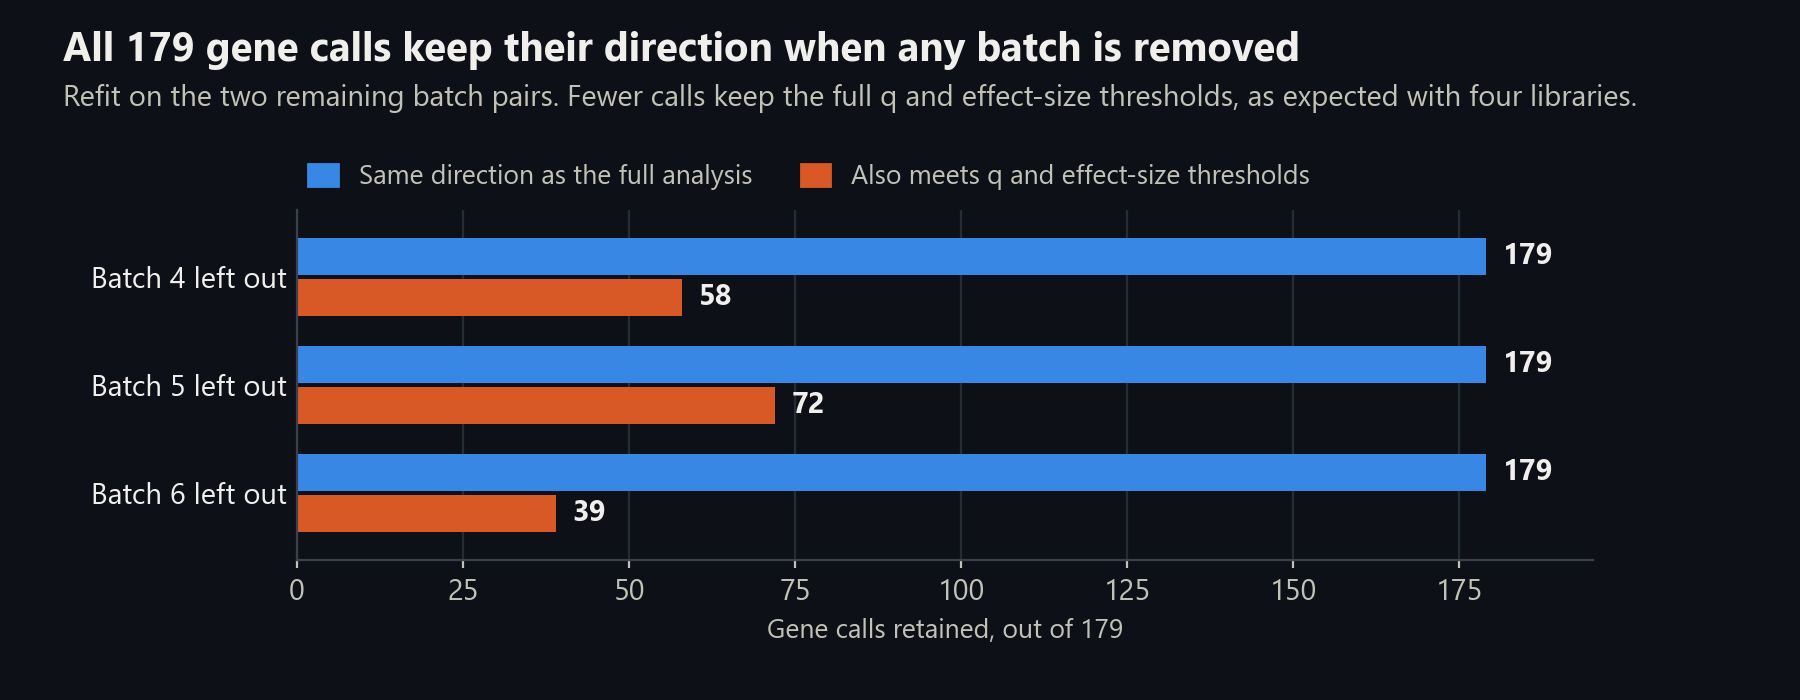 All 179 gene calls keep their direction when any batch is removed
Refit on the two remaining batch pairs. Fewer calls keep the full q and effect-size thresholds, as expected with four libraries.
Same direction as the full analysis
Also meets q and effect-size thresholds
Batch 4 left out
179
58
Batch 5 left out
179
72
Batch 6 left out
179
39
0 25 50 75 100 125 150 175
Gene calls retained, out of 179